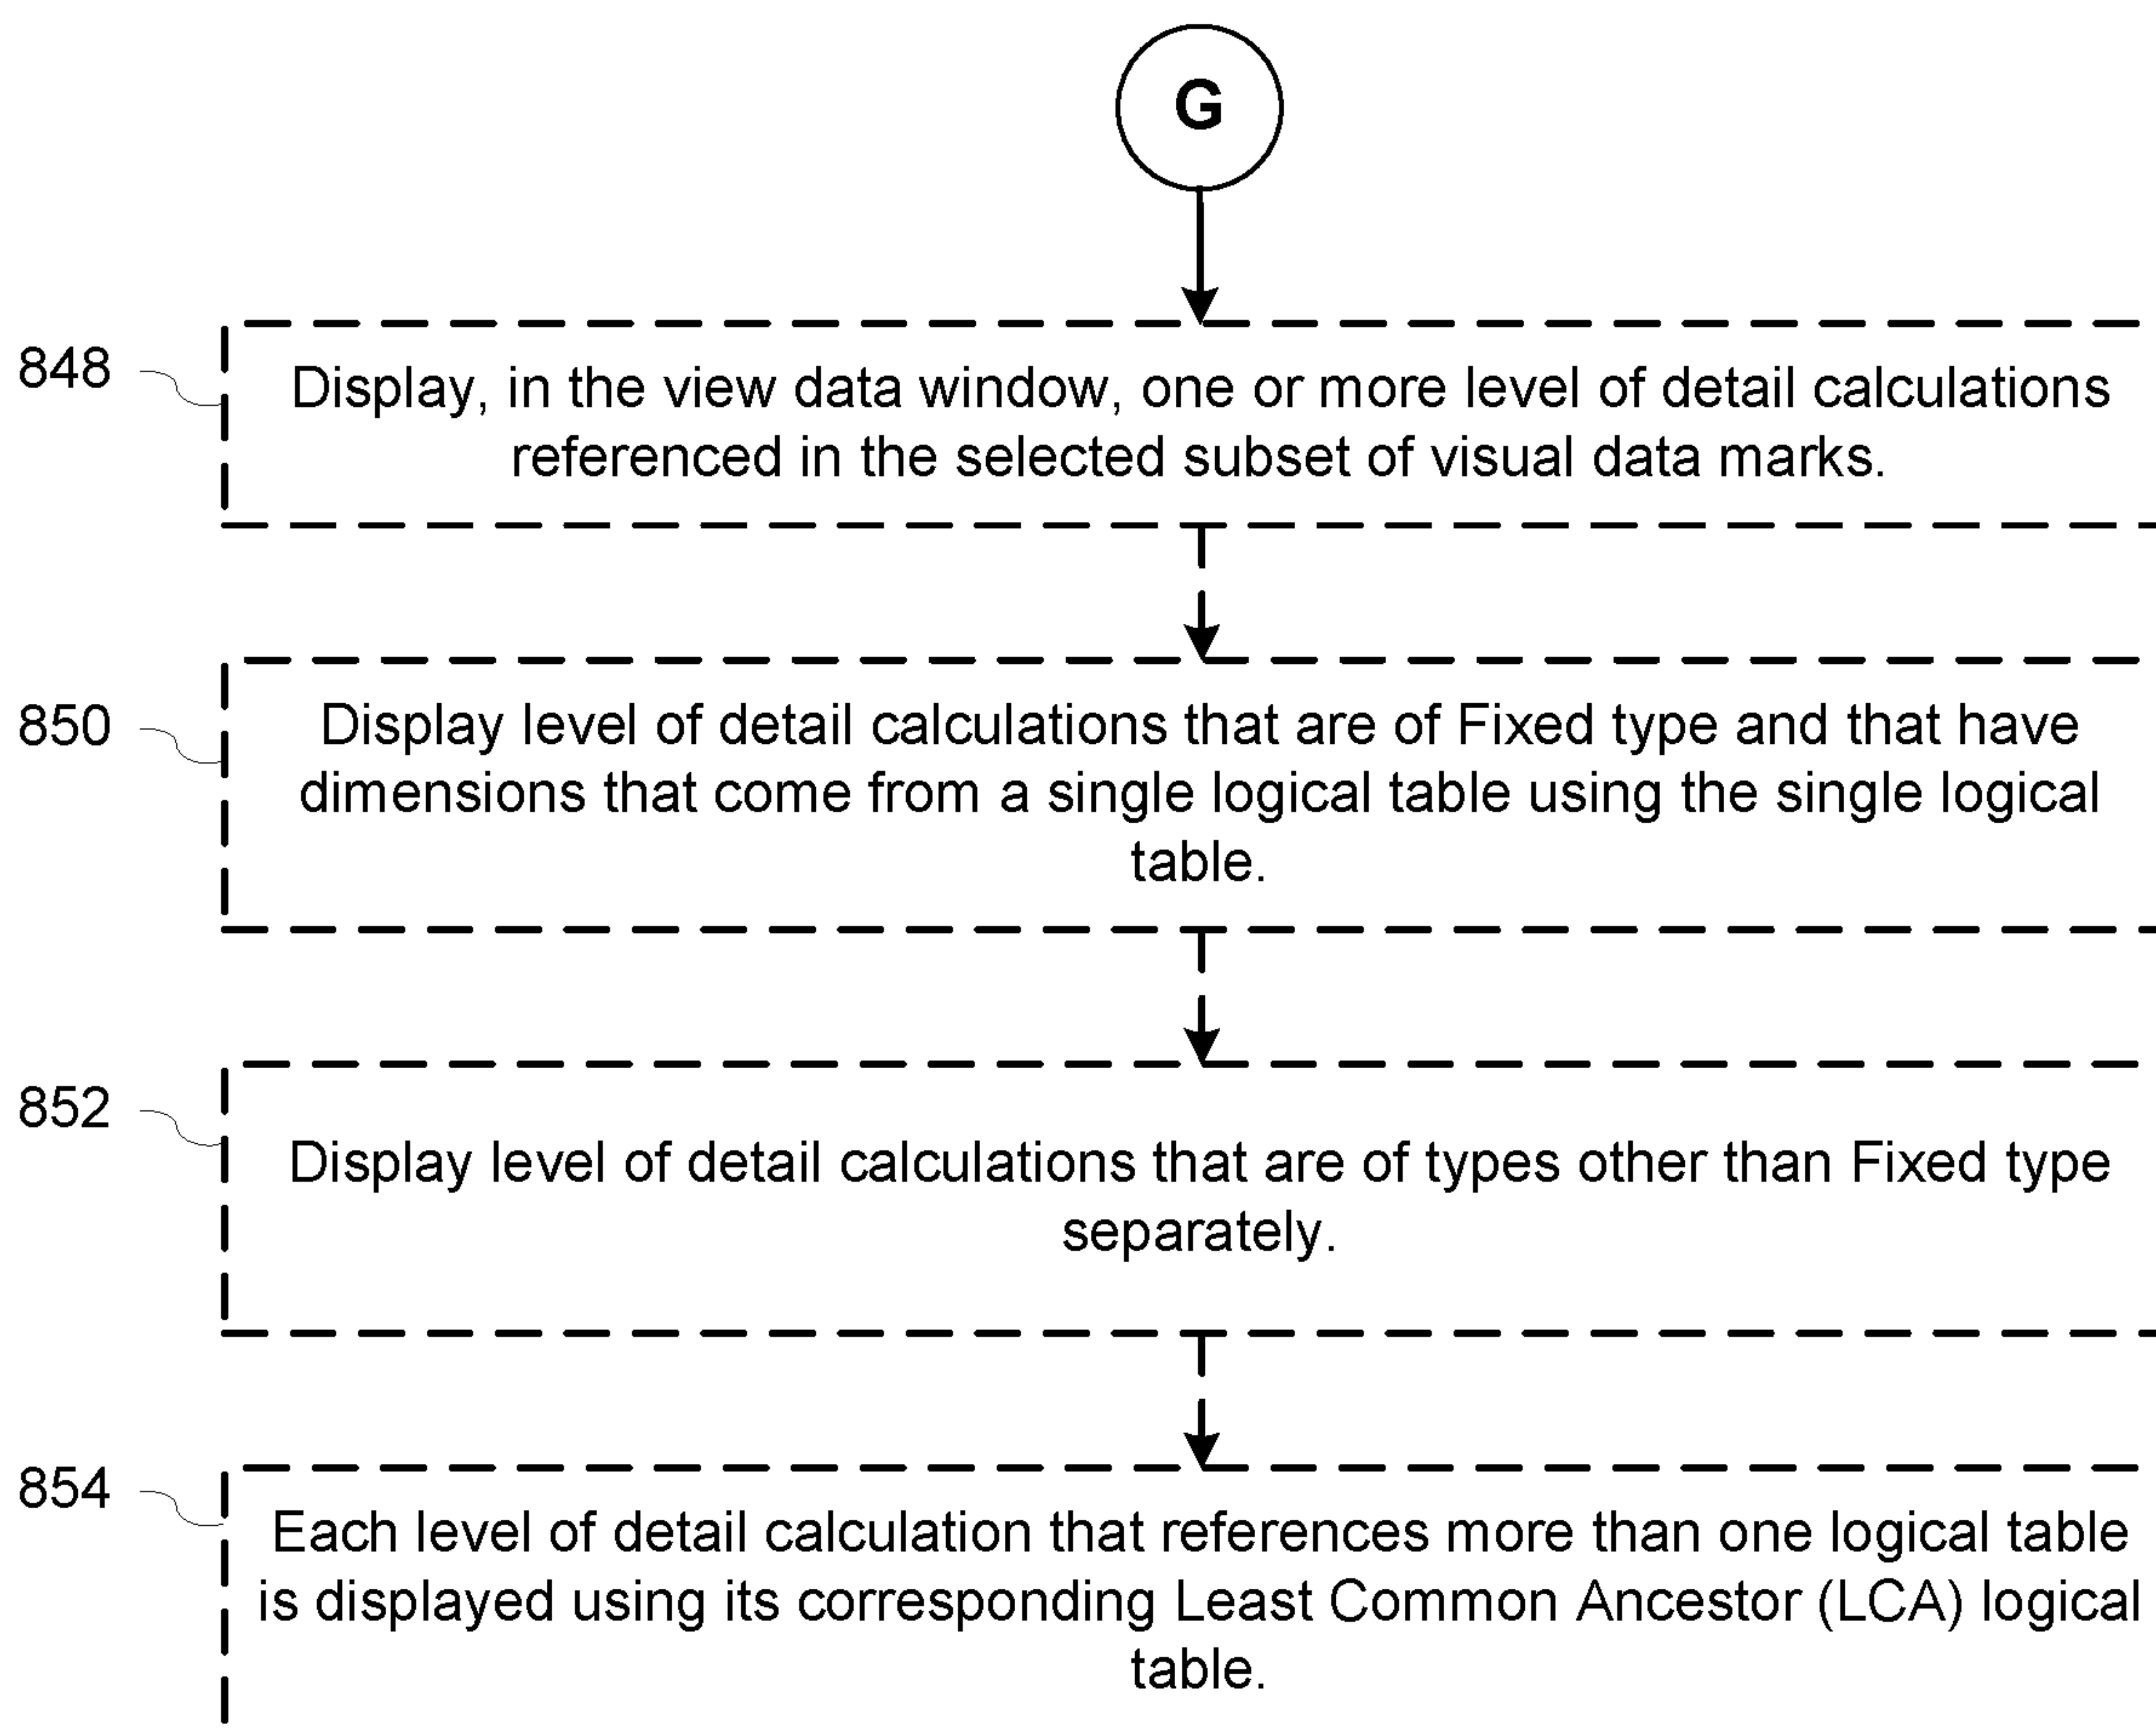 G
848
Display, in the view data window, one or more level of detail calculations
referenced in the selected subset of visual data marks.
850
Display level of detail calculations that are of Fixed type and that have
dimensions that come from a single logical table using the single logical
table.
852
Display level of detail calculations that are of types other than Fixed type
separately.
854
Each level of detail calculation that references more than one logical table
is displayed using its corresponding Least Common Ancestor (LCA) logical
table.